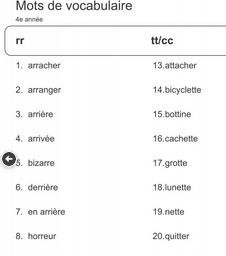 Mots de vocabulaire
4e année
rr tt/cc
1. arracher 13.attacher
2. arranger 14.bicyclette
3. arrière 15.bottine
4. arrivée 16.cachette
5. bizarre 17.grotte
6. derrière 18.lunette
7. en arrière 19.nette
8. horreur 20.quitter